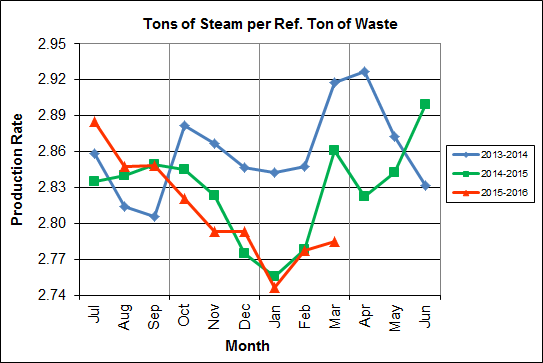 Tons of Steam per Ref. Ton of Waste
Production Rate
2.95
2.92
2.89
2.86
2.83
2.80
2.77
2.74
Jul
Aug
Sep
Oct
Nov
Dec
Jan
Feb
Mar
Apr
May
Jun
Month
2013-2014
2014-2015
2015-2016